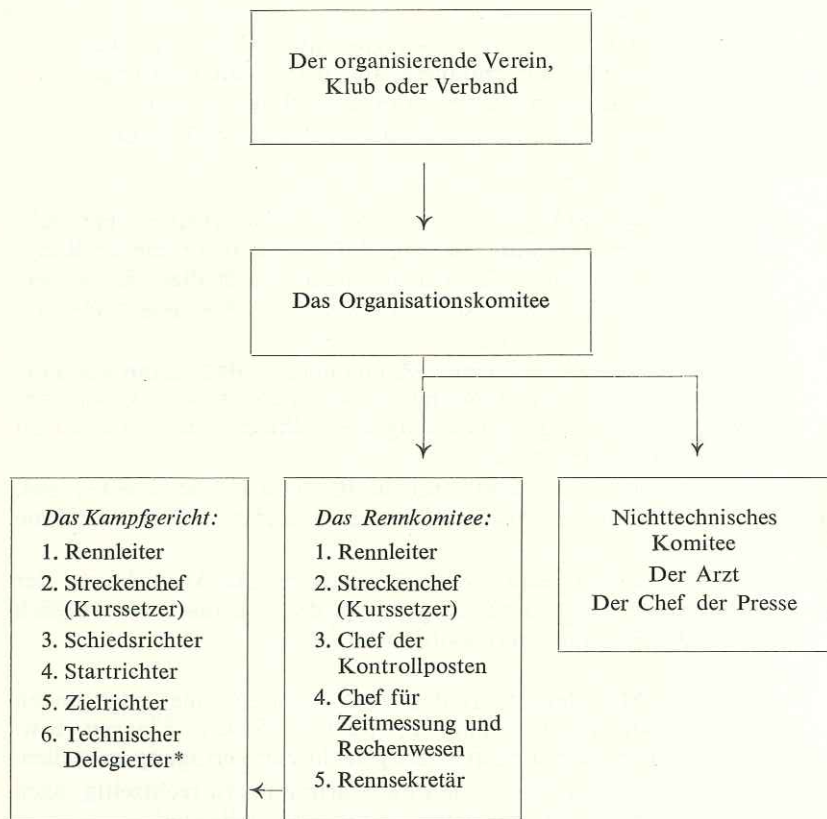 Der organisierende Verein,
Klub oder Verband
Das Organisationskomitee
Das Kampfgericht:
1. Rennleiter
2. Streckenchef
(Kurssetzer)
3. Schiedsrichter
4. Startrichter
5. Zielrichter
6. Technischer
Delegierter*
Das Rennkomitee:
1. Rennleiter
2. Streckenchef
(Kurssetzer)
3. Chef der
Kontrollposten
4. Chef für
Zeitmessung und
Rechenwesen
5. Rennsekretär
Nichttechnisches
Komitee
Der Arzt
Der Chef der Presse